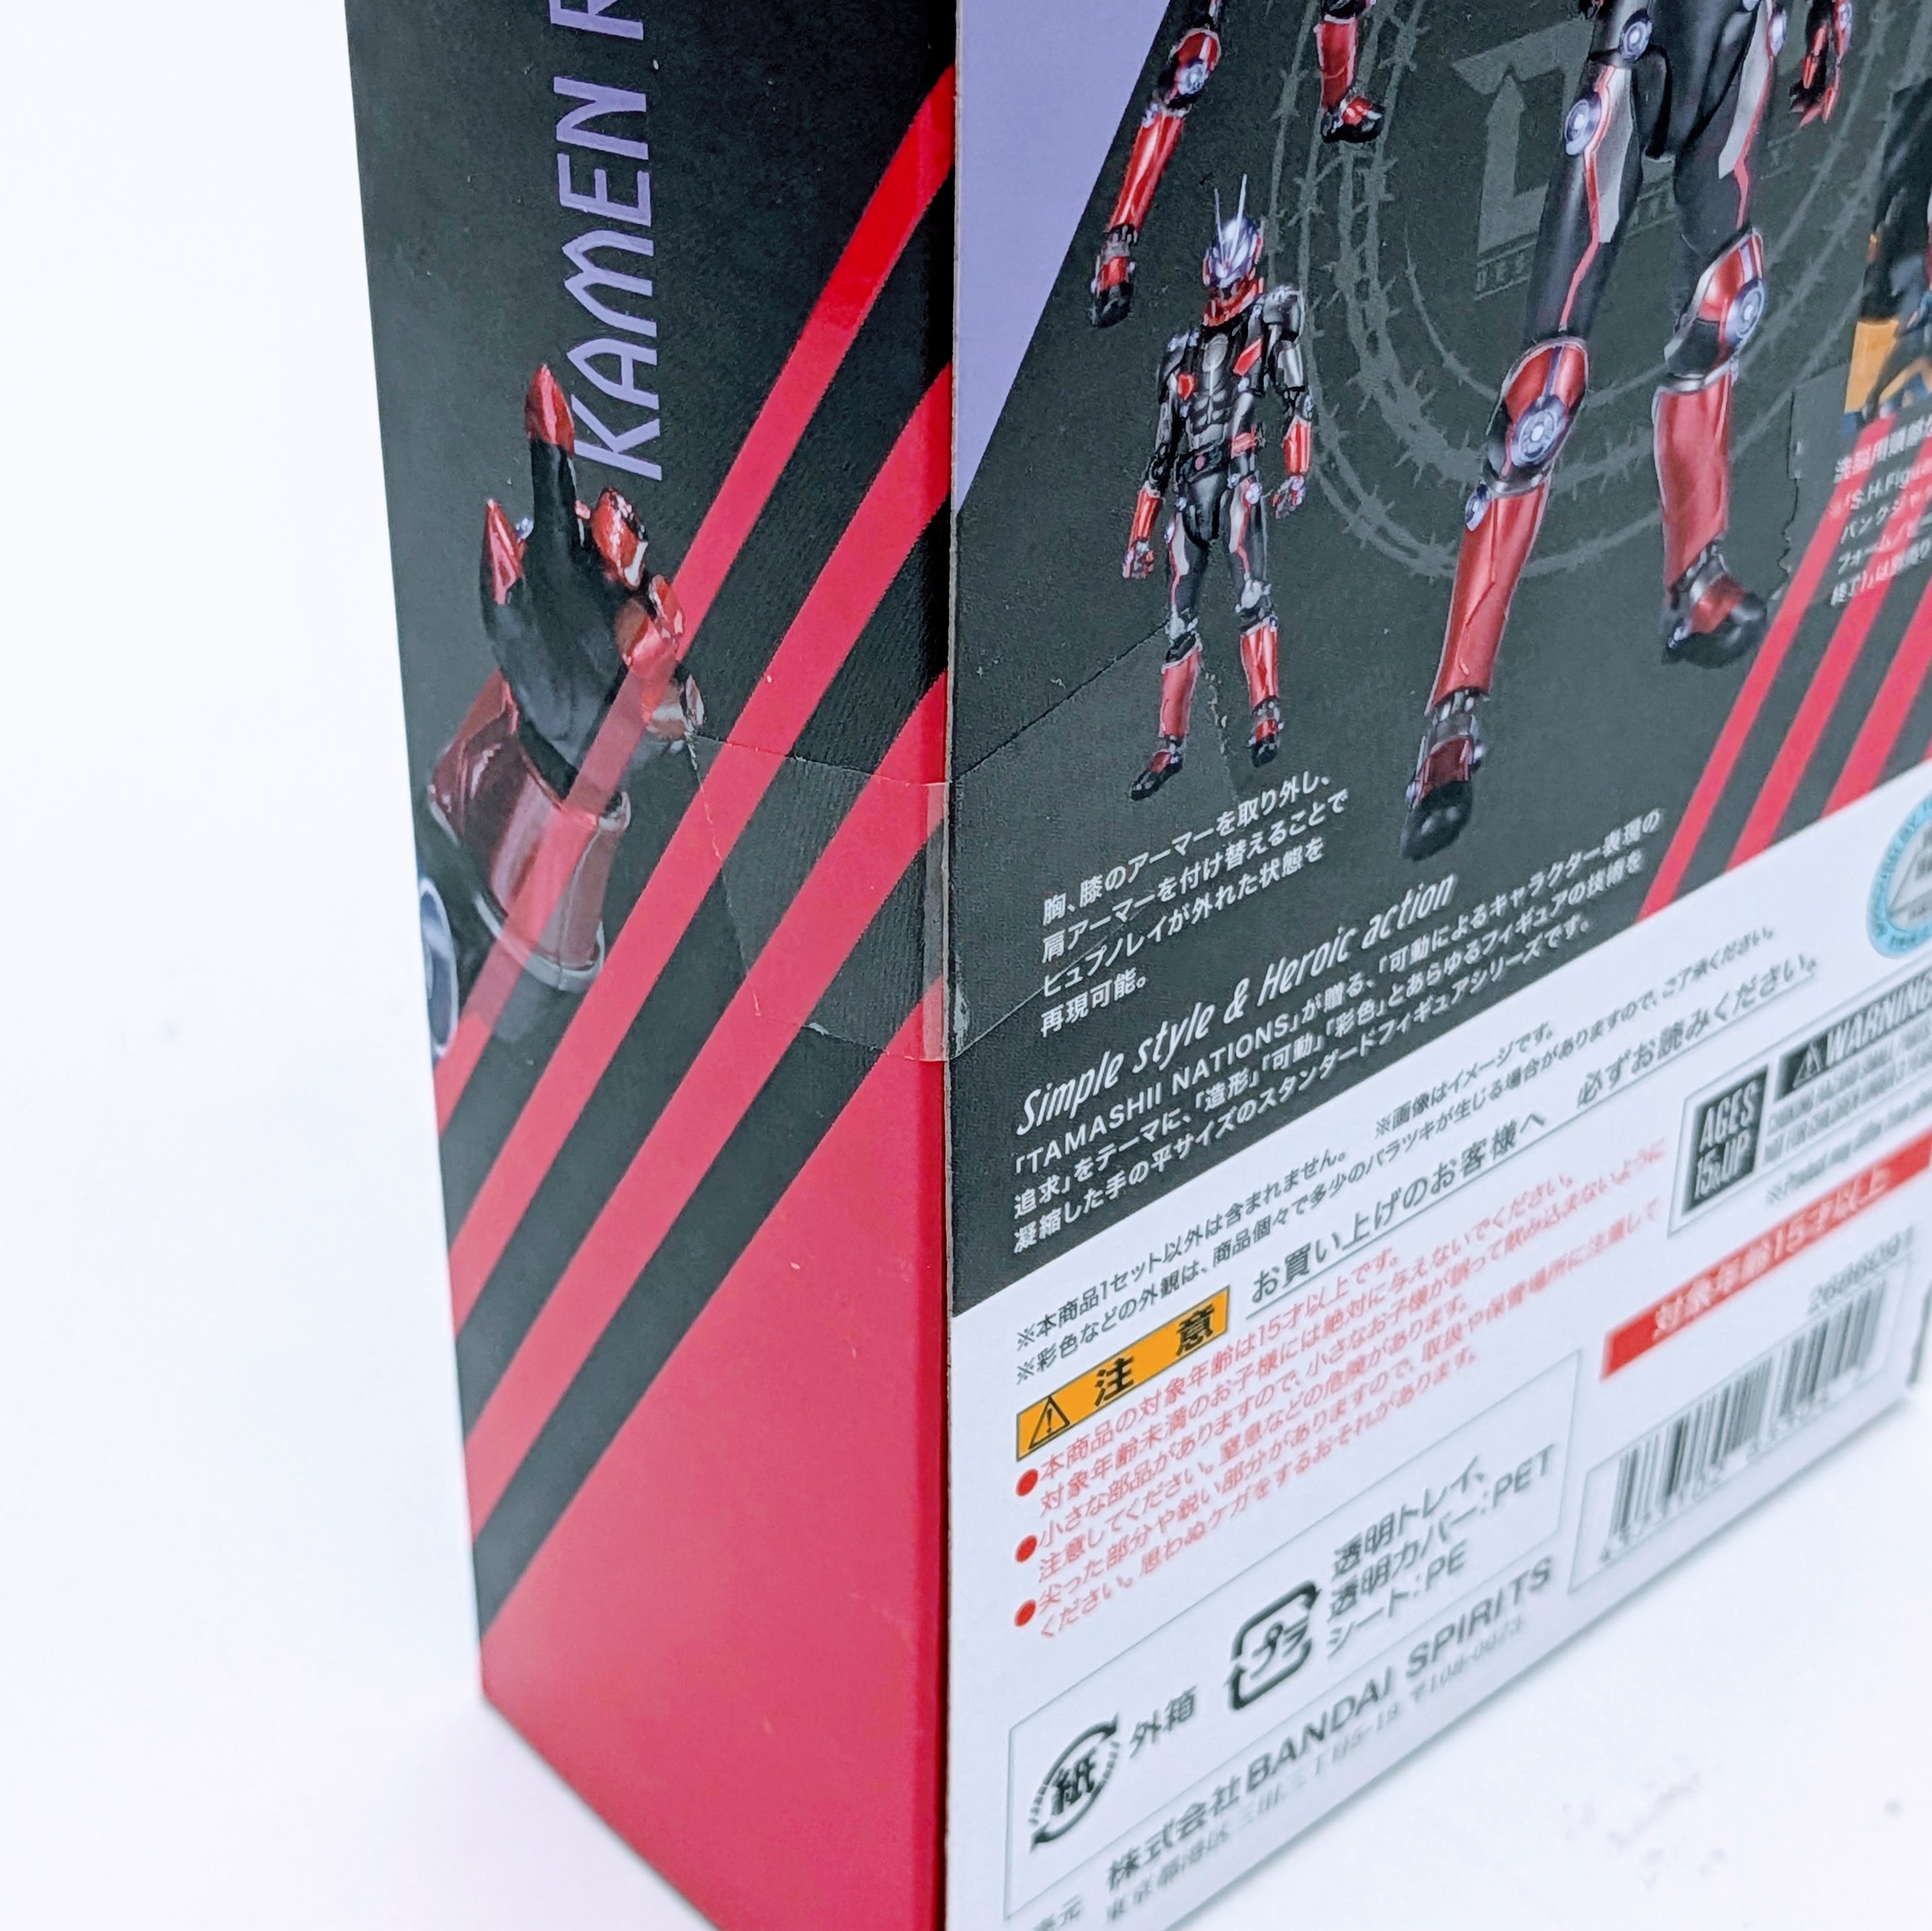 KAMEN R
胸、膝のアーマーを取り外し、
肩アーマーを付け替えることで
ヒュプノレイが外れた状態を
再現可能。
Simple style & Heroic action
「TAMASHII NATIONS」が贈る、「可動によるキャラクター表現の
追求」をテーマに、「造形」「可動」「彩色」とあらゆるフィギュアの技術を
凝縮した手の平サイズのスタンダードフィギュアシリーズです。
※本商品1セット以外は含まれません。 ※画像はイメージです。
※彩色などの外観は、商品個々で多少のバラツキが生じる場合がありますので、ご了承ください。
注意
お買い上げのお客様へ 必ずお読みください。
●本商品の対象年齢は15才以上です。
対象年齢未満のお子様には絶対に与えないでください。
●小さな部品がありますので、小さなお子様が誤って飲み込まないように
注意してください。窒息などの危険があります。
●尖った部分や鋭い部分がありますので、取扱や保管場所に注意して
ください。思わぬケガをするおそれがあります。
AGES
15&UP
WARNING
対象年齢15才以上
2606091
プラ
透明トレイ、
透明カバー:PET
シート:PE
紙
外箱
株式会社BANDAI SPIRITS